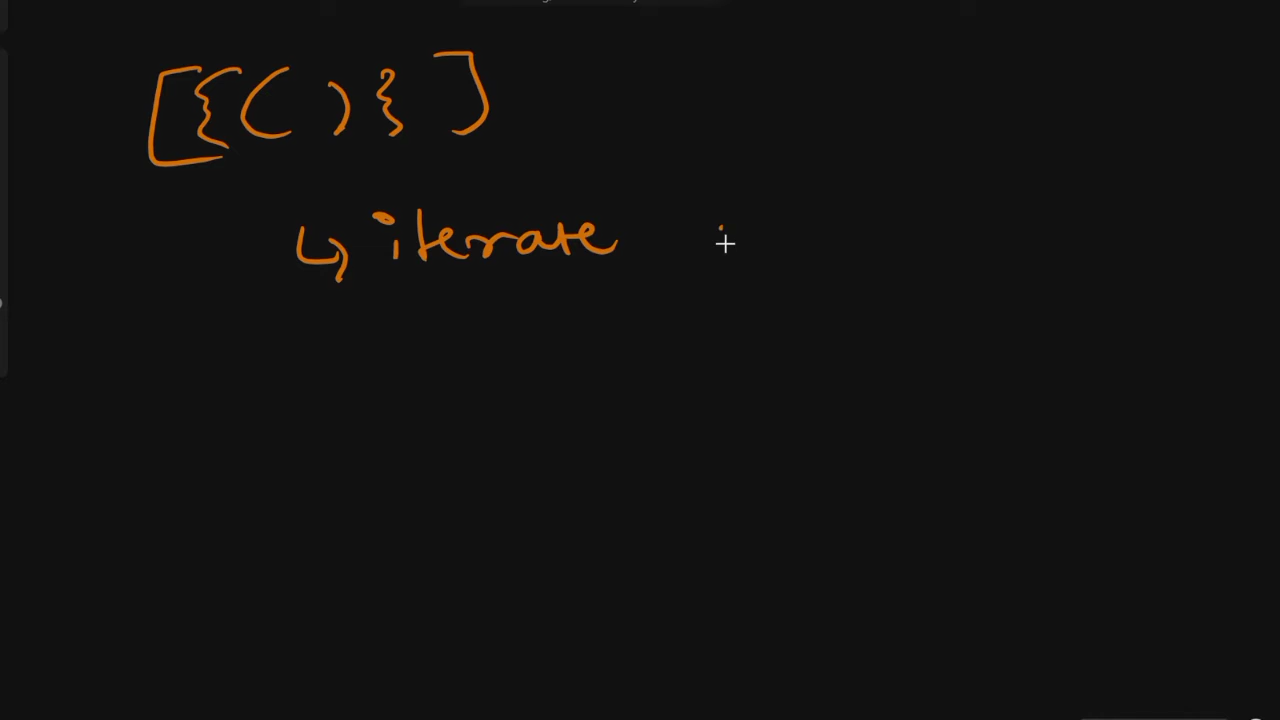 [{( )} ]
↳ iterate